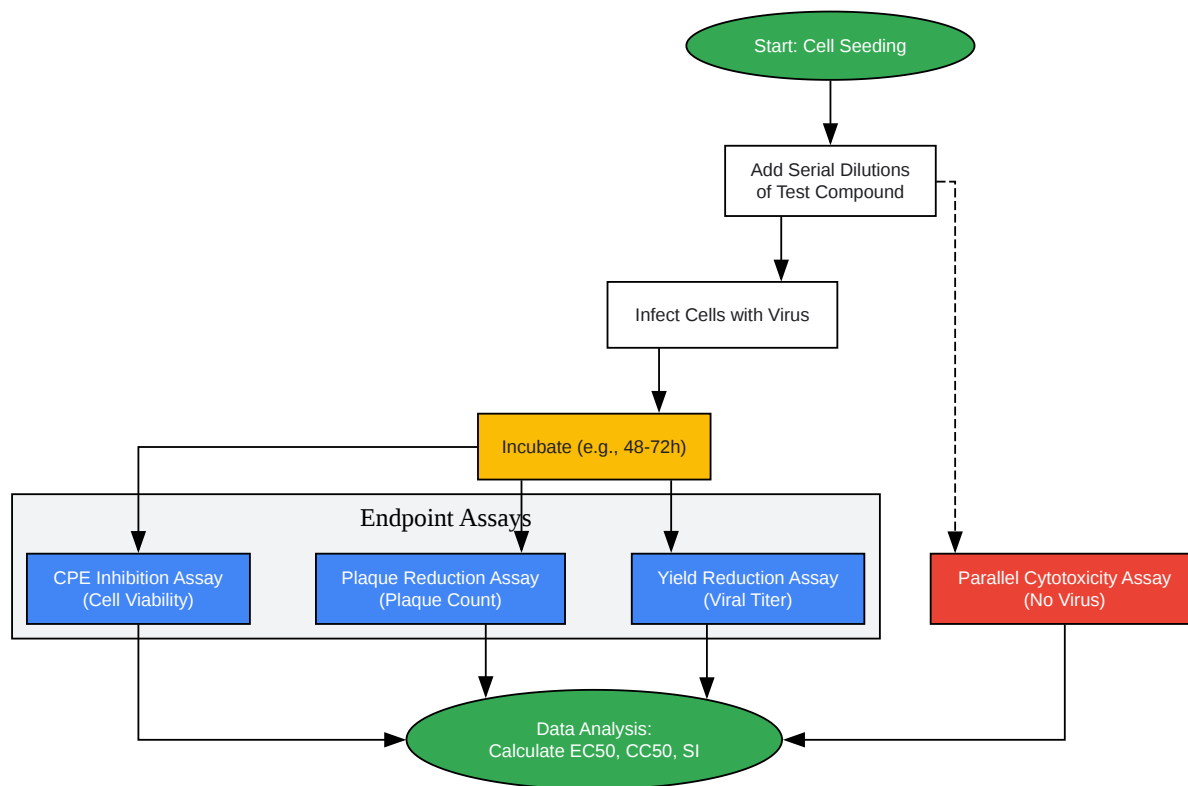 Start: Cell Seeding
Add Serial Dilutions
of Test Compound
Infect Cells with Virus
Incubate (e.g., 48-72h)
Endpoint Assays
CPE Inhibition Assay
(Cell Viability)
Plaque Reduction Assay
(Plaque Count)
Yield Reduction Assay
(Viral Titer)
Parallel Cytotoxicity Assay
(No Virus)
Data Analysis:
Calculate EC50, CC50, SI